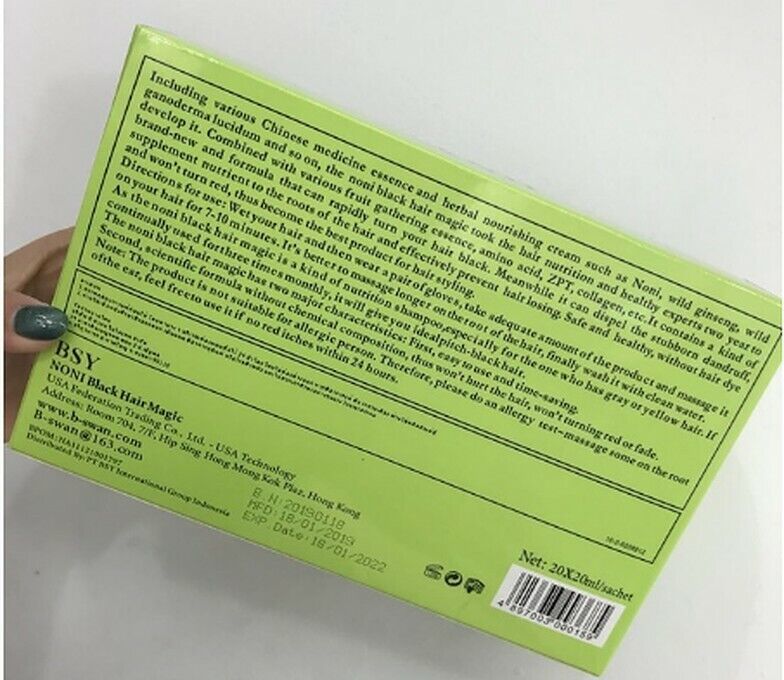 Including various Chinese medicine essence and herbal nourishing cream such as Noni, wild ginseng, wild
ganoderma lucidum and so on, the noni black hair magic took the hair nutrition and healthy experts two year to
develop it. Combined with various fruit gathering essence, amino acid, ZPT, collagen, etc. It contains a kind of
brand-new and formula that can rapidly turn your hair black. Meanwhile it can dispel the stubborn dandruff,
supplement nutrient to the roots of the hair and effectively prevent hair losing. Safe and healthy, without hair dye
and won't turn red, thus become the best product for hair styling.
Directions for use: Wet your hair and then wear a pair of gloves, take adequate amount of the product and massage it
on your hair for 7-10 minutes. It's better to massage longer on the root of the hair, finally wash it with clean water.
As the noni black hair magic is a kind of nutrition shampoo, especially for the one who has gray or yellow hair. If
continually used for three times monthly, it will give you ideal pitch-black hair.
The noni black hair magic has two major characteristics: First, easy to use and time-saving.
Second, scientific formula without chemical composition, thus won't hurt the hair, won't turning red or fade.
Note: The product is not suitable for allergic person. Therefore, please do an allergy test-massage some on the root
of the ear, feel free to use it if no red itches within 24 hours.
BSY
NONI Black Hair Magic
USA Federation Trading Co., Ltd. - USA Technology
Address: Room 704, 7/F, Hip Sing Hong Mong Kok Plaz, Hong Kong
www.b-swan.com
B-swan@163.com
BPOM:NA11121001797
Distributed By: PT BST International Group Indonesia
B.N:20190118
MFD:18/01/2019
EXP.Date:18/01/2022
Net: 20X20ml/sachet
4 897003 000159